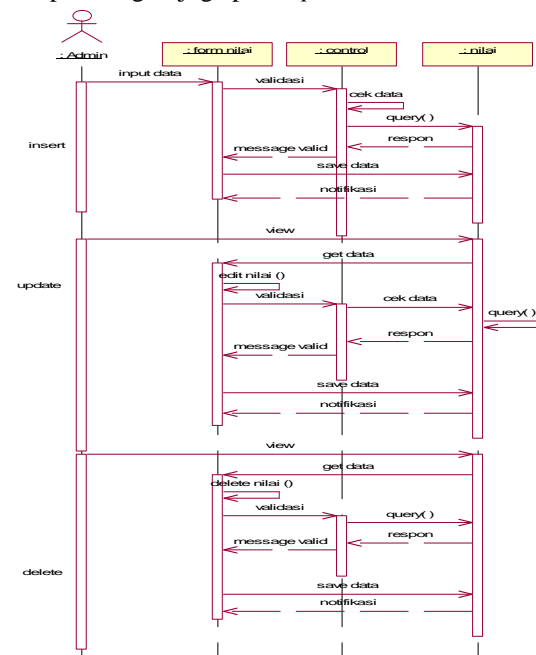 : Admin
: form nilai
: control
: nilai
input data
validasi
cek data
query( )
respon
insert
message valid
save data
notifikasi
view
get data
edit nilai ()
update
validasi
cek data
query( )
respon
message valid
save data
notifikasi
view
get data
delete nilai ()
validasi
query( )
respon
message valid
delete
save data
notifikasi